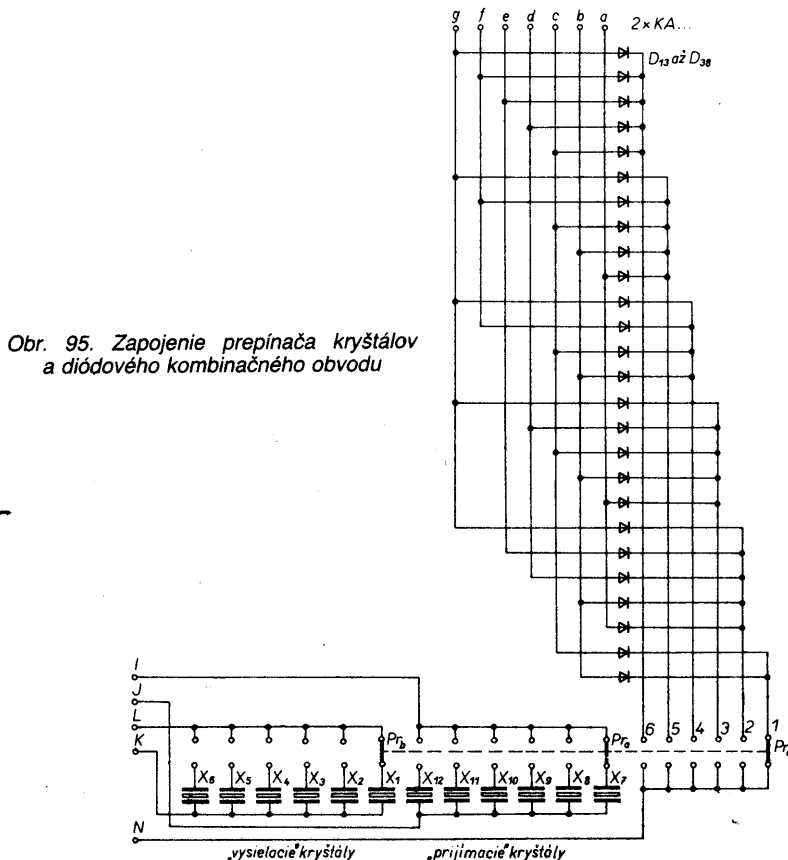 g f e d c b a 2×KA...
D₁₃ až D₃₈
Obr. 95. Zapojenie prepínača kryštálov
a diódového kombinačného obvodu
I
J
L
K
Prb Pra 6 5 4 3 2 1
X₆ X₅ X₄ X₃ X₂ X₁ X₁₂ X₁₁ X₁₀ X₉ X₈ X₇
N
„vysielacie“ kryštály „prijímacie“ kryštály